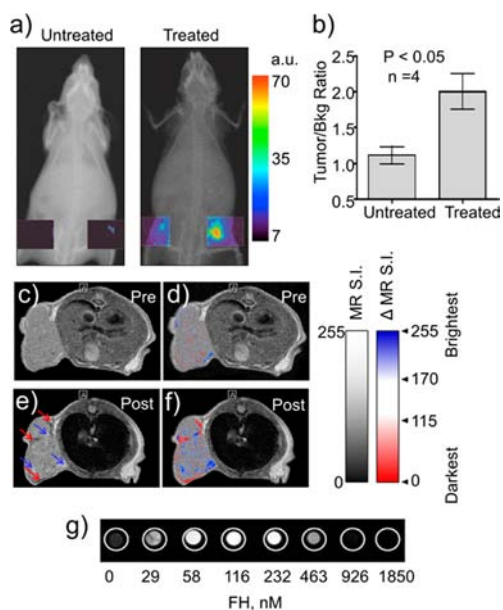 a) Untreated Treated
a.u.
70
35
7
b)
P < 0.05
n =4
Tumor/Bkg Ratio
2.5
2.0
1.5
1.0
0.5
Untreated Treated
c) Pre
d) Pre
e) Post
f) Post
MR S.I.
255
0
Δ MR S.I.
255
170
115
0
Brightest
Darkest
g)
0 29 58 116 232 463 926 1850
FH, nM